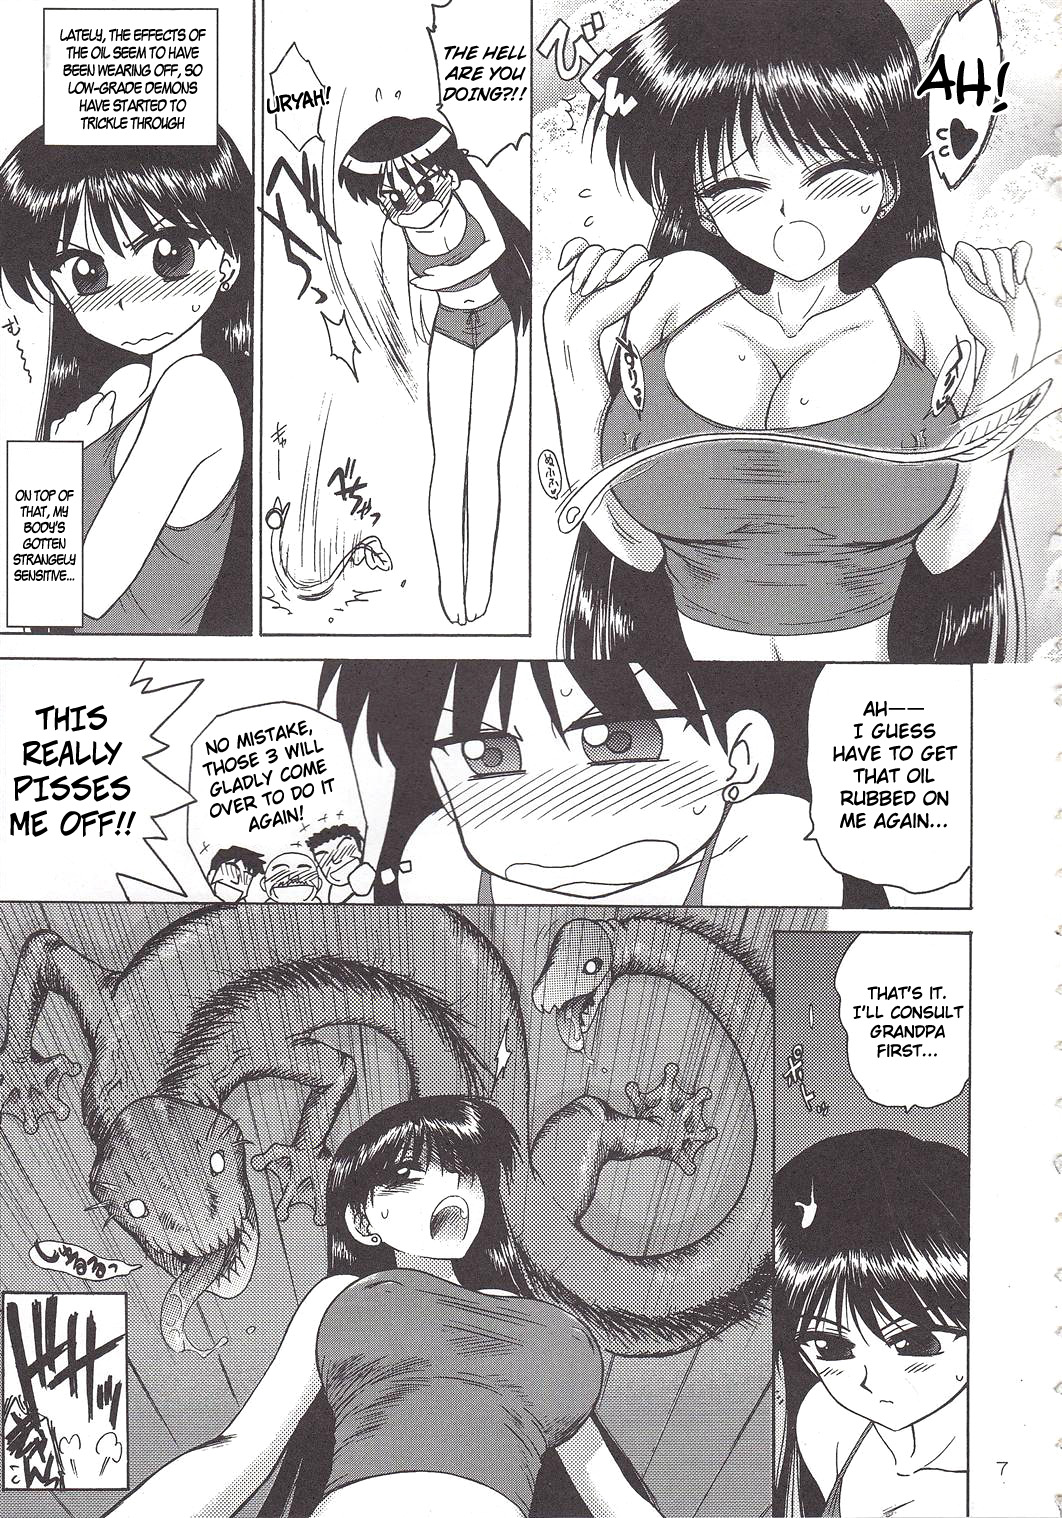 AH!
THE HELL
ARE YOU
DOING?!!
URYAH!
LATELY, THE EFFECTS OF
THE OIL SEEM TO HAVE
BEEN WEARING OFF, SO
LOW-GRADE DEMONS
HAVE STARTED TO
TRICKLE THROUGH
ON TOP OF
THAT, MY
BODY'S
GOTTEN
STRANGELY
SENSITIVE...
AH——
I GUESS
HAVE TO GET
THAT OIL
RUBBED ON
ME AGAIN...
NO MISTAKE,
THOSE 3 WILL
GLADLY COME
OVER TO DO IT
AGAIN!
THIS
REALLY
PISSES
ME OFF!!
THAT'S IT.
I'LL CONSULT
GRANDPA
FIRST...
7